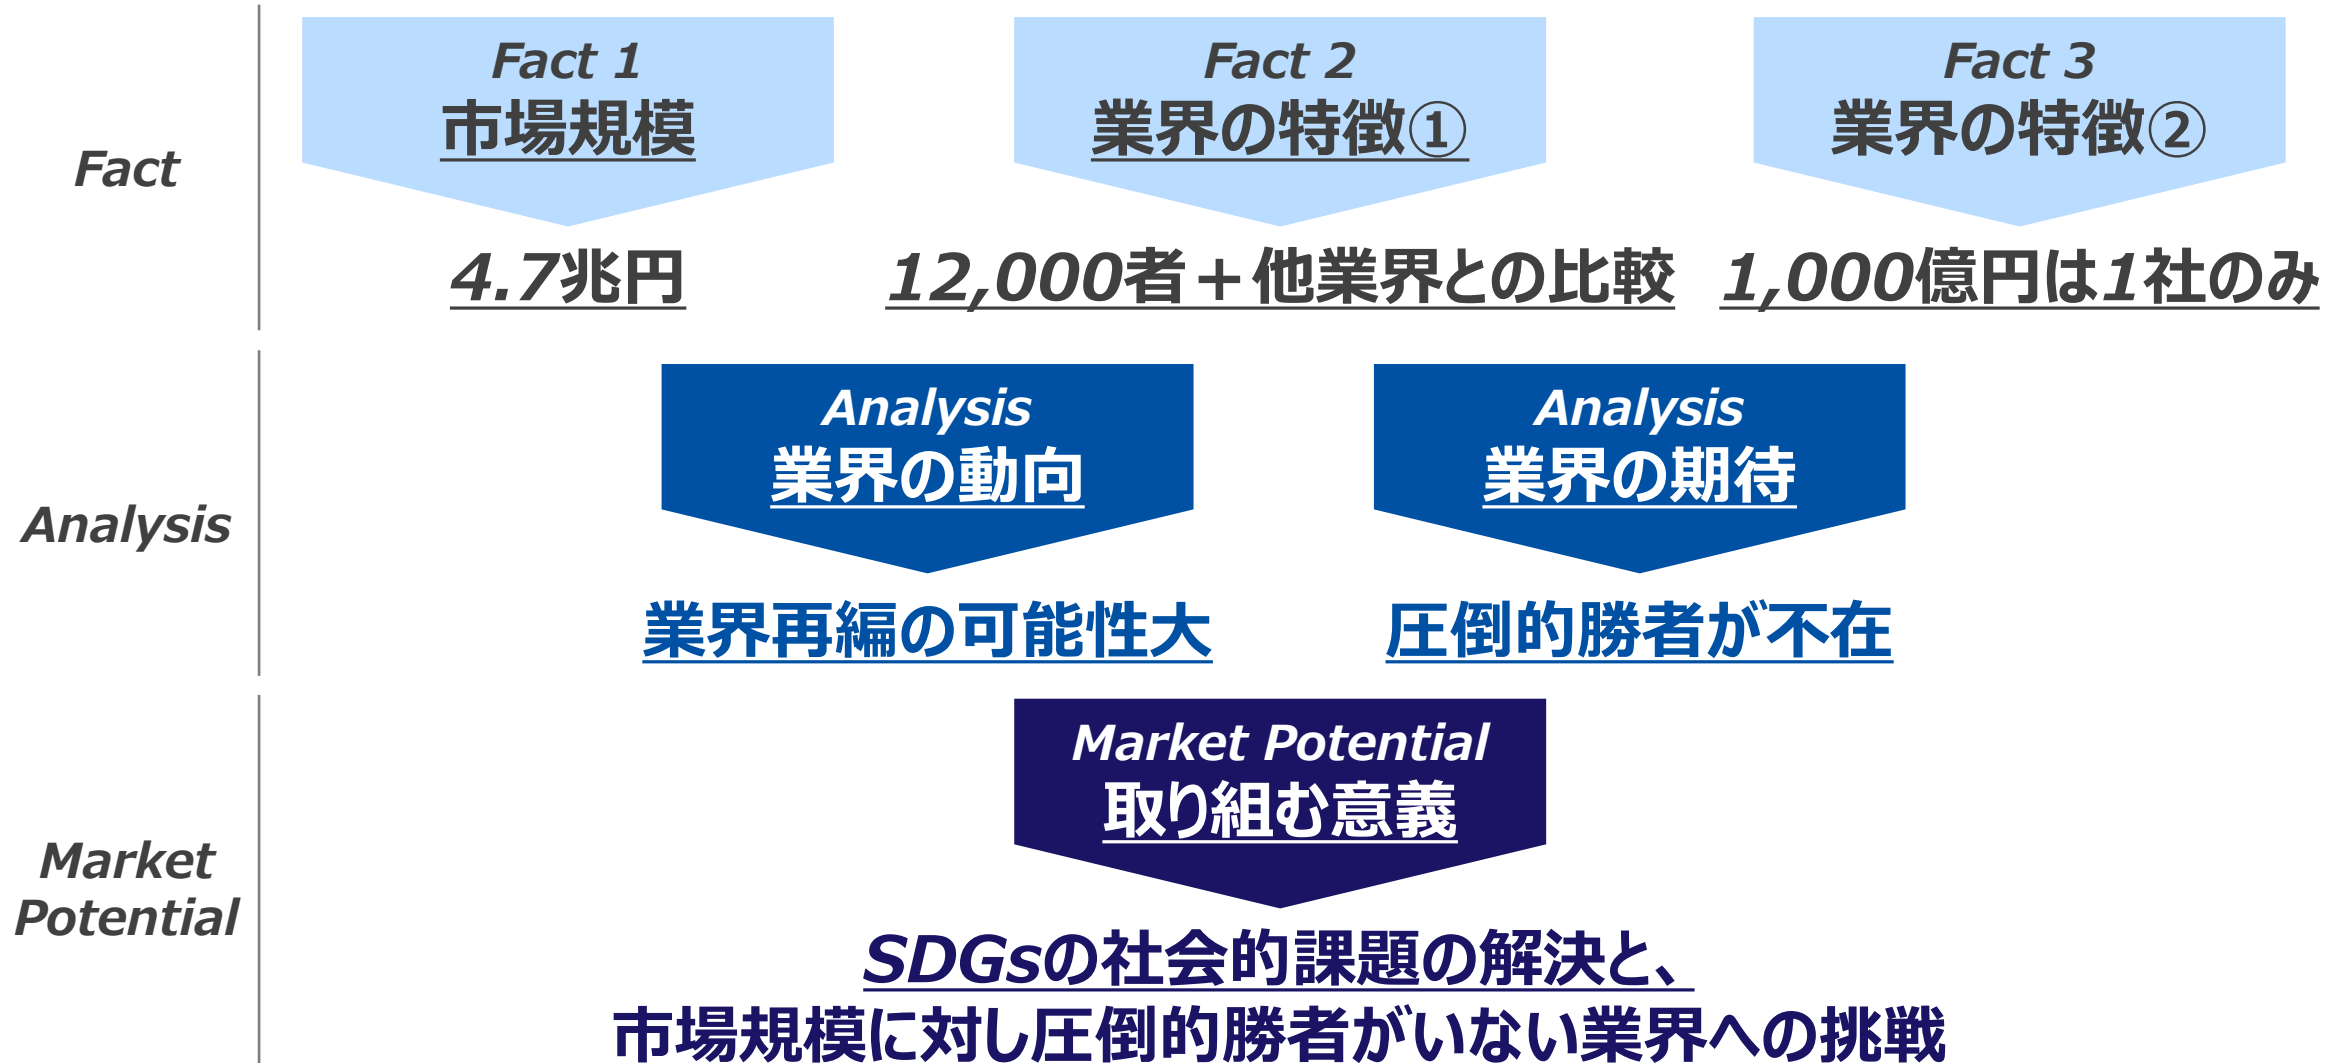 Fact
Fact 1
市場規模
4.7兆円
Fact 2
業界の特徴①
12,000者＋他業界との比較
Fact 3
業界の特徴②
1,000億円は1社のみ
Analysis
Analysis
業界の動向
業界再編の可能性大
Analysis
業界の期待
圧倒的勝者が不在
Market
Potential
Market Potential
取り組む意義
SDGsの社会的課題の解決と、
市場規模に対し圧倒的勝者がいない業界への挑戦